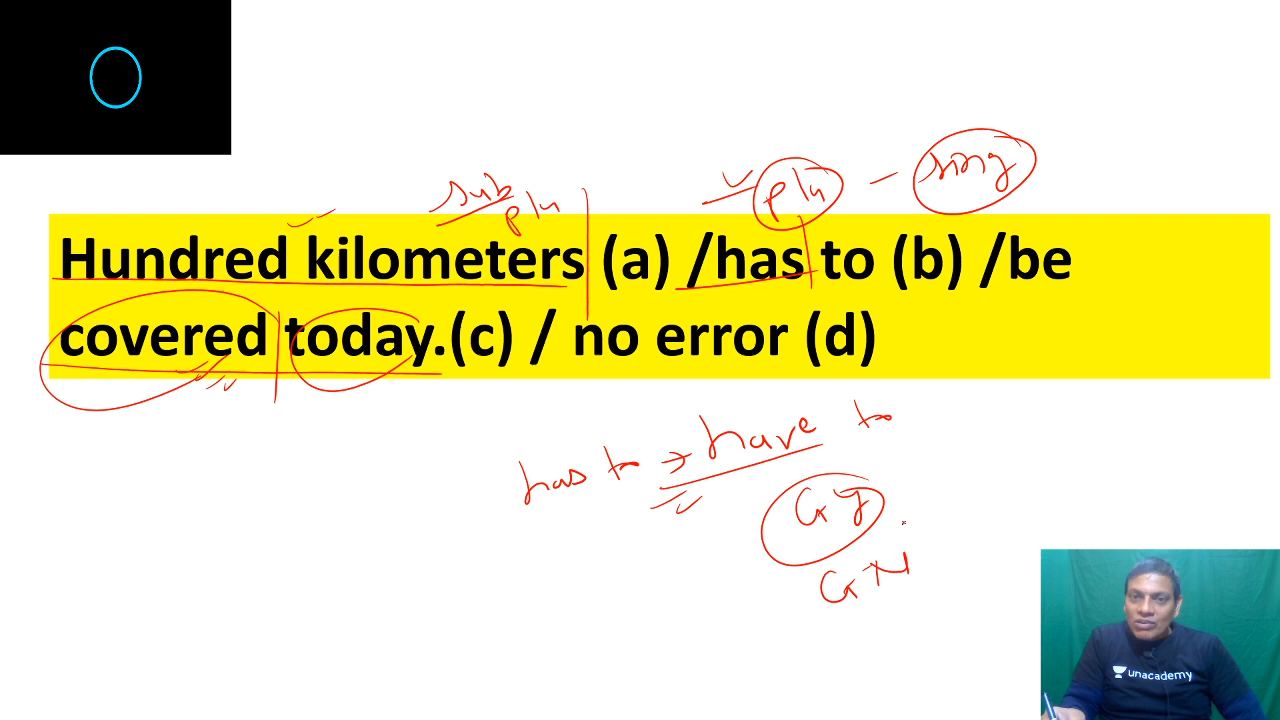 sub
plu
plu - sing
Hundred kilometers (a) /has to (b) /be
covered today.(c) / no error (d)
has to → have to
G Y
G N
unacademy